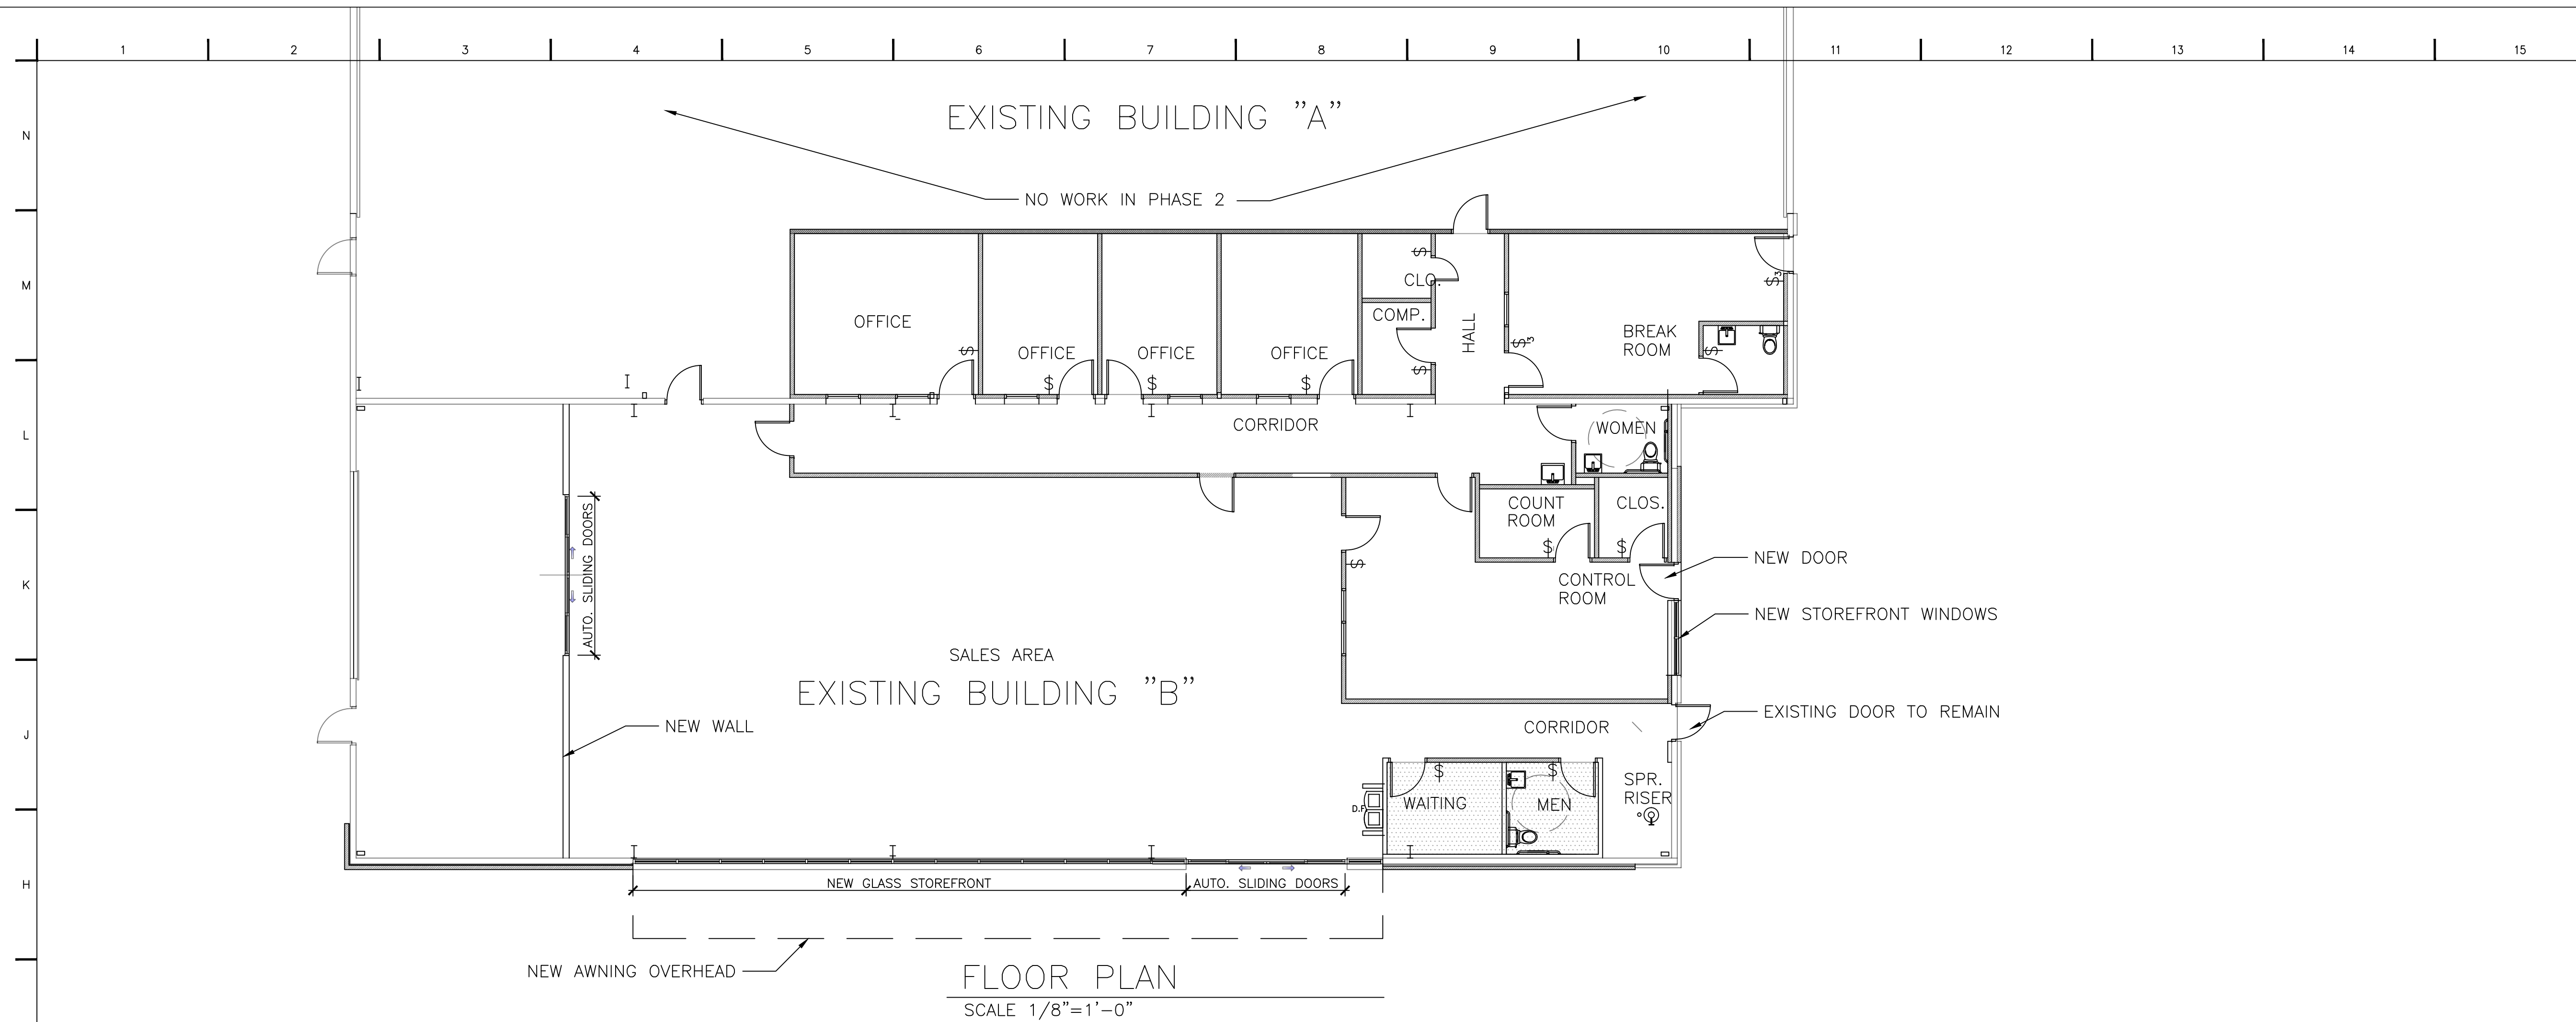 1 2 3 4 5 6 7 8 9 10 11 12 13 14 15
N
EXISTING BUILDING "A"
NO WORK IN PHASE 2
M
$
CLO.
$3
COMP.
OFFICE
HALL
BREAK
ROOM
$3
$
OFFICE
OFFICE
OFFICE
$
$
$
$
$
L
CORRIDOR
WOMEN
COUNT
ROOM
CLOS.
AUTO. SLIDING DOORS
$
$
$
K
NEW DOOR
CONTROL
ROOM
NEW STOREFRONT WINDOWS
SALES AREA
EXISTING BUILDING "B"
EXISTING DOOR TO REMAIN
NEW WALL
CORRIDOR
J
$
$
SPR.
RISER
WAITING
MEN
D.F.
H
NEW GLASS STOREFRONT
AUTO. SLIDING DOORS
NEW AWNING OVERHEAD
FLOOR PLAN
SCALE 1/8"=1'-0"